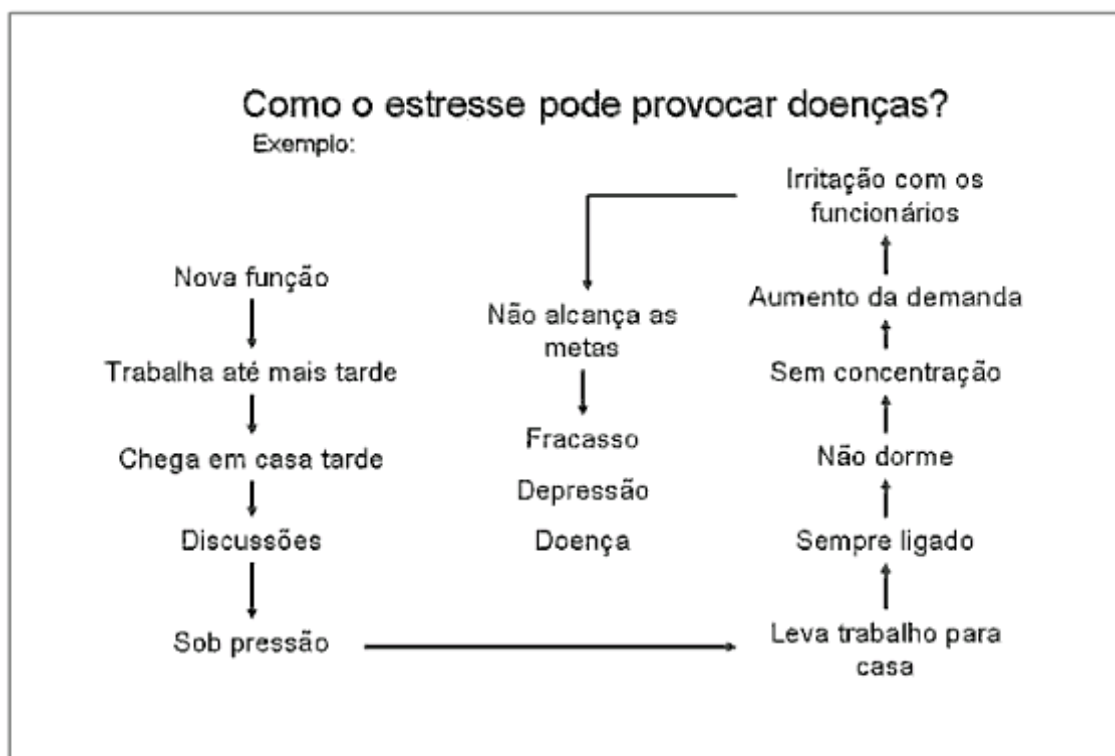 Como o estresse pode provocar doenças?
Exemplo:
Nova função
Trabalha até mais tarde
Chega em casa tarde
Discussões
Sob pressão
Leva trabalho para
casa
Sempre ligado
Não dorme
Sem concentração
Aumento da demanda
Irritação com os
funcionários
Não alcança as
metas
Fracasso
Depressão
Doença